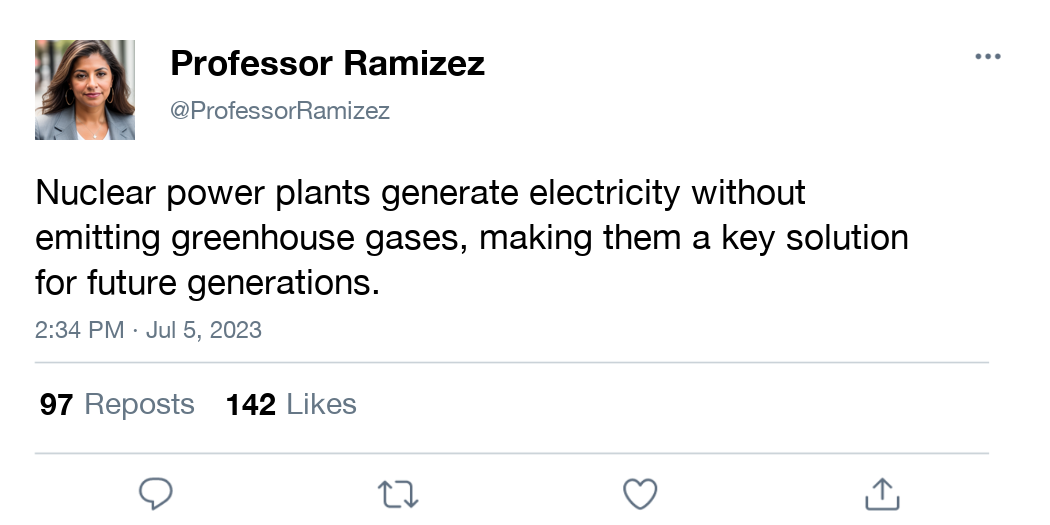 Professor Ramizez
@ProfessorRamizez
Nuclear power plants generate electricity without
emitting greenhouse gases, making them a key solution
for future generations.
2:34 PM · Jul 5, 2023
97 Reposts 142 Likes